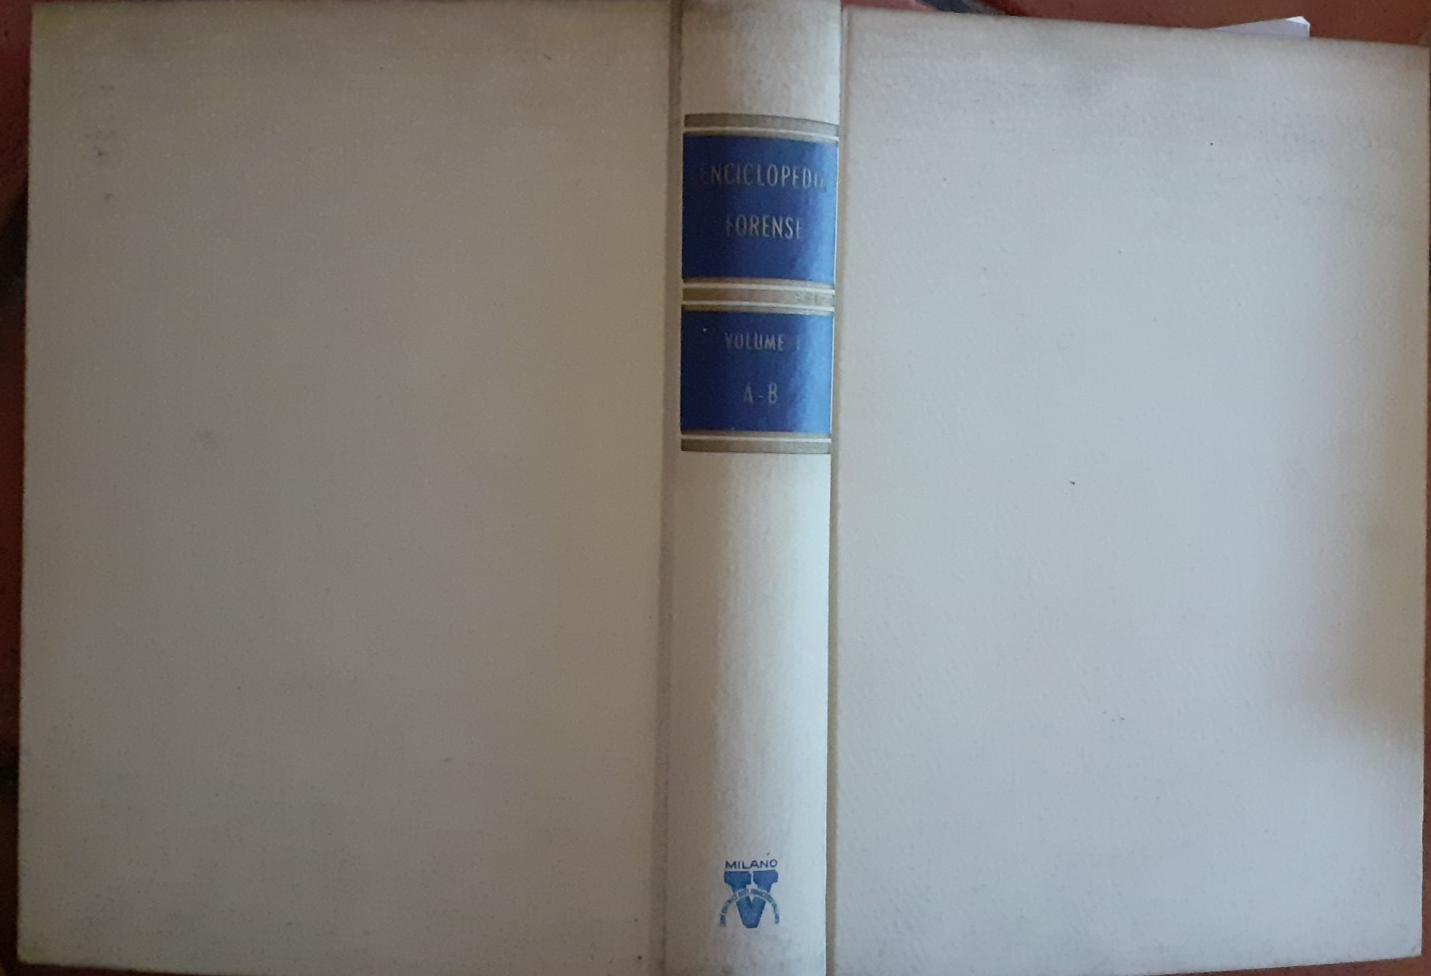 ENCICLOPEDIA
FORENSE
VOLUME I
A-B
MILANO
V